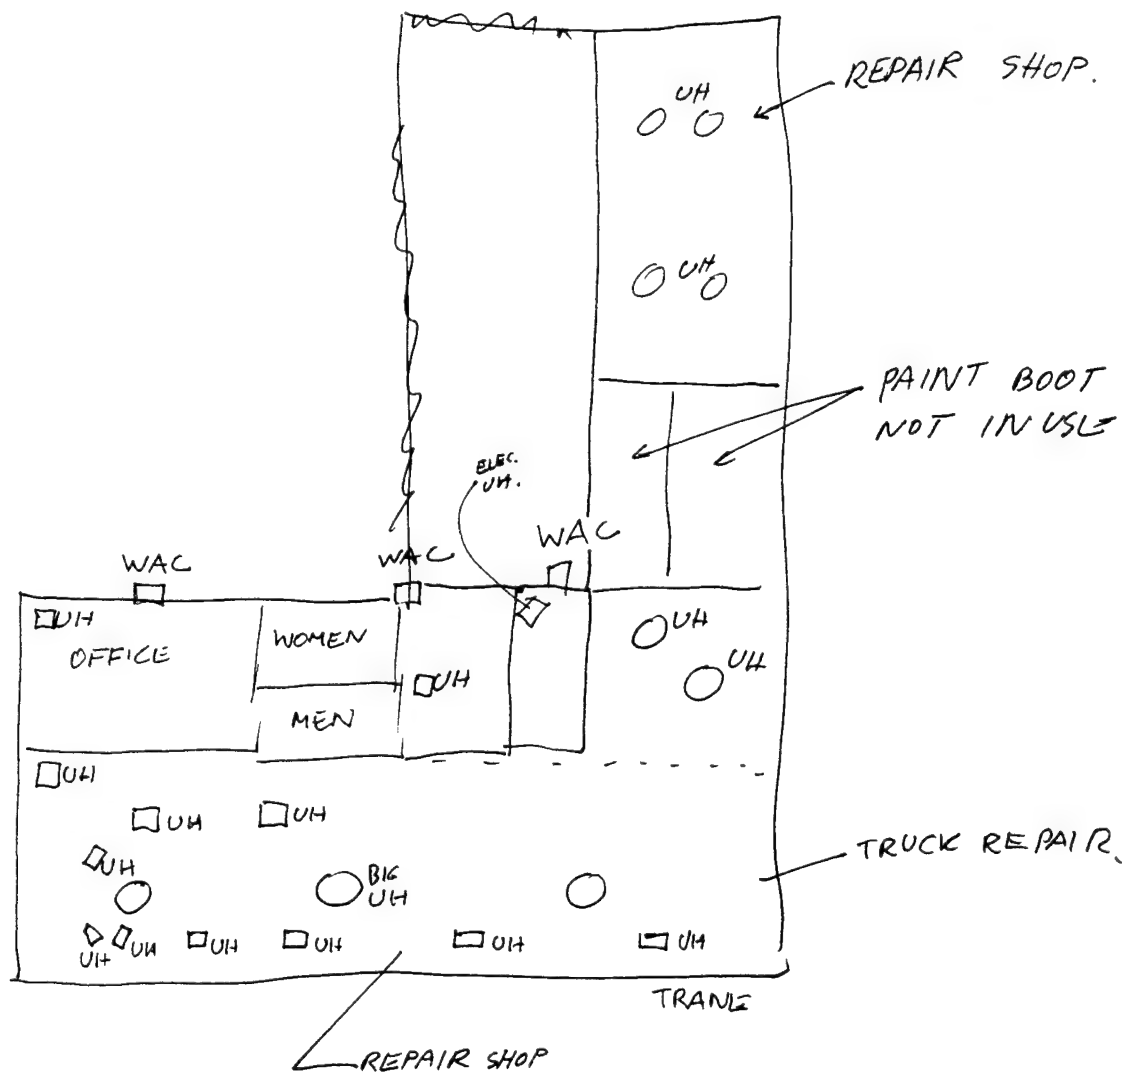 REPAIR SHOP.
UH
UH
PAINT BOOT
NOT IN USE
ELEC.
UH.
WAC
WAC
WAC
UH
OFFICE
WOMEN
MEN
UH
UH
UH
UH
UH
UH
UH
BIG
UH
TRUCK REPAIR.
UH
UH
UH
UH
UH
UH
TRANE
REPAIR SHOP